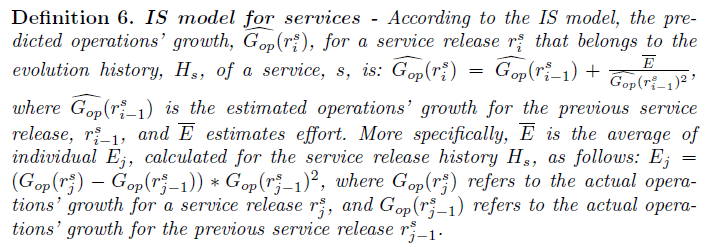 Definition 6. IS model for services - According to the IS model, the pre-
dicted operations' growth, $\widehat{G_{op}}(r_i^s)$, for a service release $r_i^s$ that belongs to the
evolution history, $H_s$, of a service, s, is: $\widehat{G_{op}}(r_i^s) = \widehat{G_{op}}(r_{i-1}^s) + \frac{\overline{E}}{\widehat{G_{op}}(r_{i-1}^s)^2}$,
where $\widehat{G_{op}}(r_{i-1}^s)$ is the estimated operations' growth for the previous service
release, $r_{i-1}^s$, and $\overline{E}$ estimates effort. More specifically, $\overline{E}$ is the average of
individual $E_j$, calculated for the service release history $H_s$, as follows: $E_j =$
$(G_{op}(r_j^s) - G_{op}(r_{j-1}^s)) * G_{op}(r_{j-1}^s)^2$, where $G_{op}(r_j^s)$ refers to the actual opera-
tions' growth for a service release $r_j^s$, and $G_{op}(r_{j-1}^s)$ refers to the actual opera-
tions' growth for the previous service release $r_{j-1}^s$.